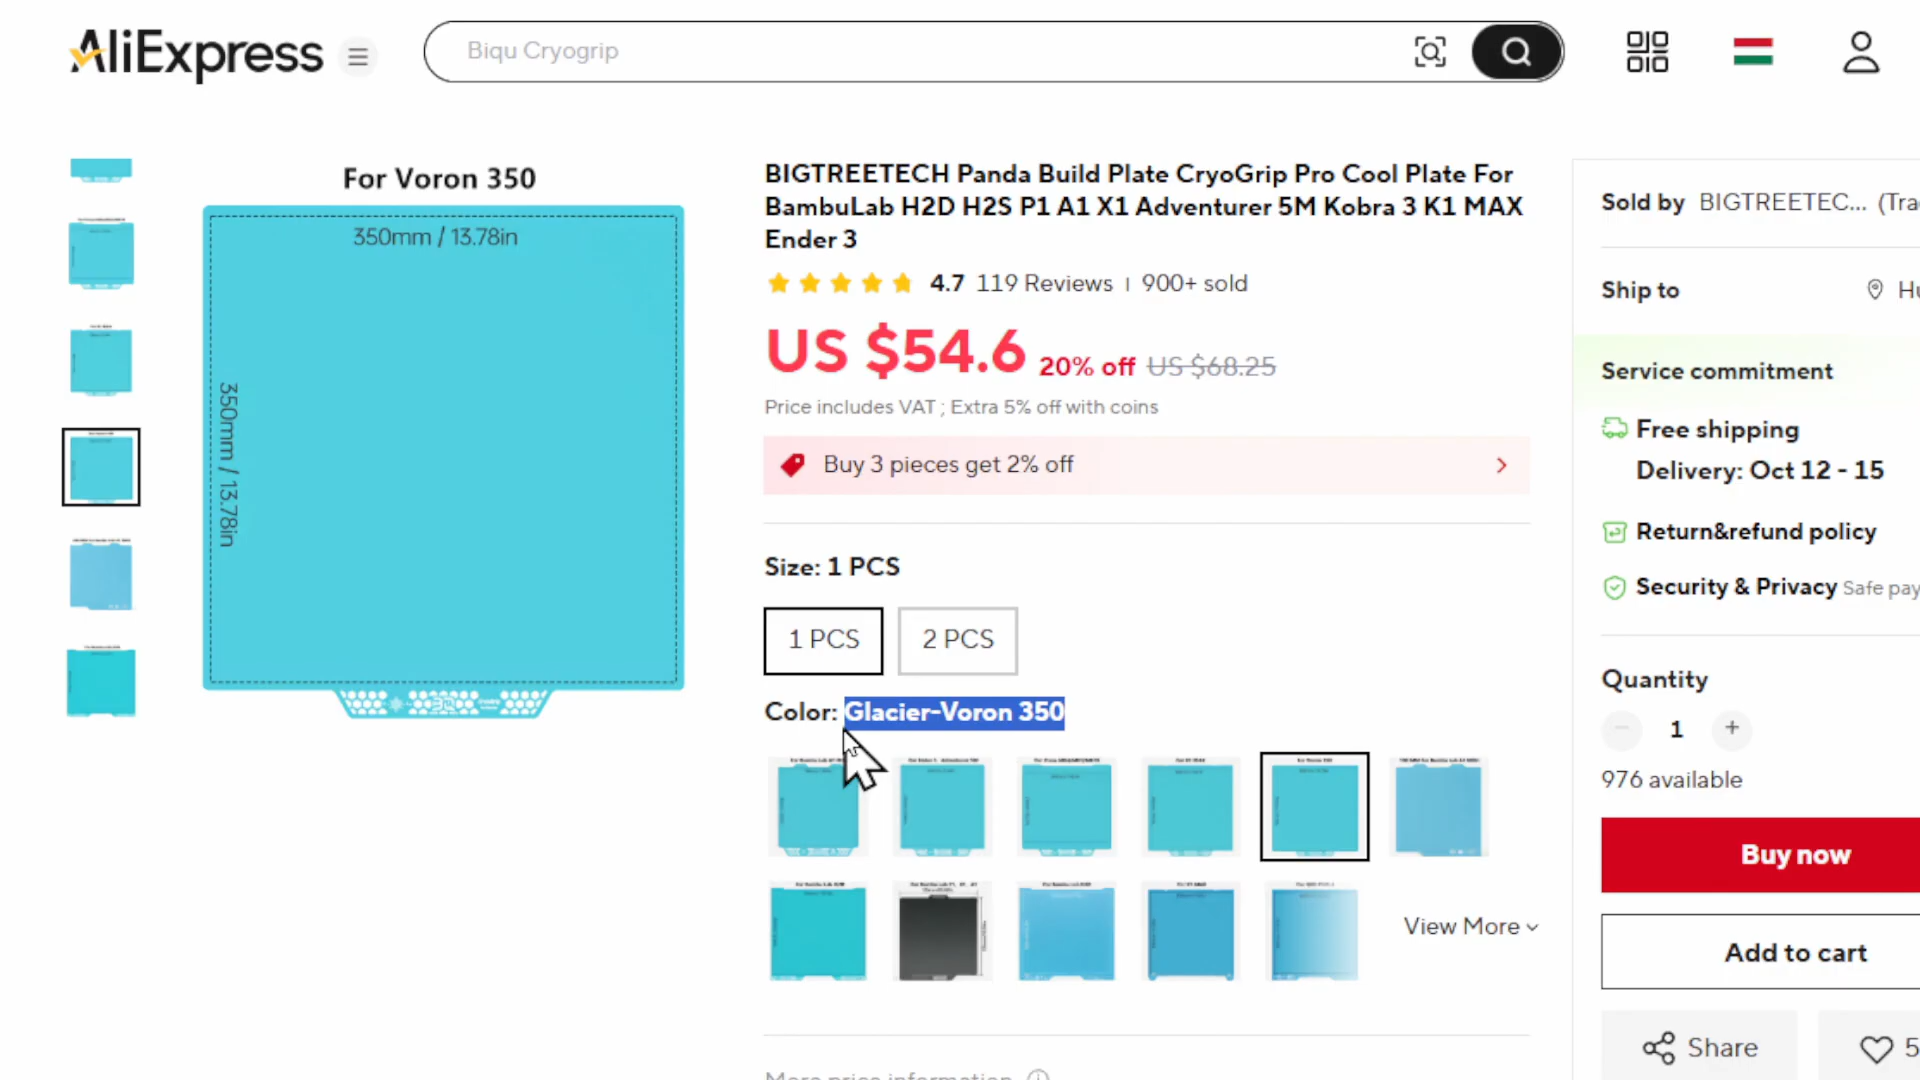 AliExpress
Biqu Cryogrip
For Voron 350
350mm / 13.78in
350mm / 13.78in
BIGTREETECH Panda Build Plate CryoGrip Pro Cool Plate For
BambuLab H2D H2S P1 A1 X1 Adventurer 5M Kobra 3 K1 MAX
Ender 3
4.7 119 Reviews | 900+ sold
US $54.6 20% off US $68.25
Price includes VAT ; Extra 5% off with coins
Buy 3 pieces get 2% off
Size: 1 PCS
1 PCS 2 PCS
Color: Glacier-Voron 350
View More
Sold by BIGTREETEC... (Tra
Ship to Hu
Service commitment
Free shipping
Delivery: Oct 12 - 15
Return&refund policy
Security & Privacy Safe pay
Quantity
1
976 available
Buy now
Add to cart
Share 5
More price information